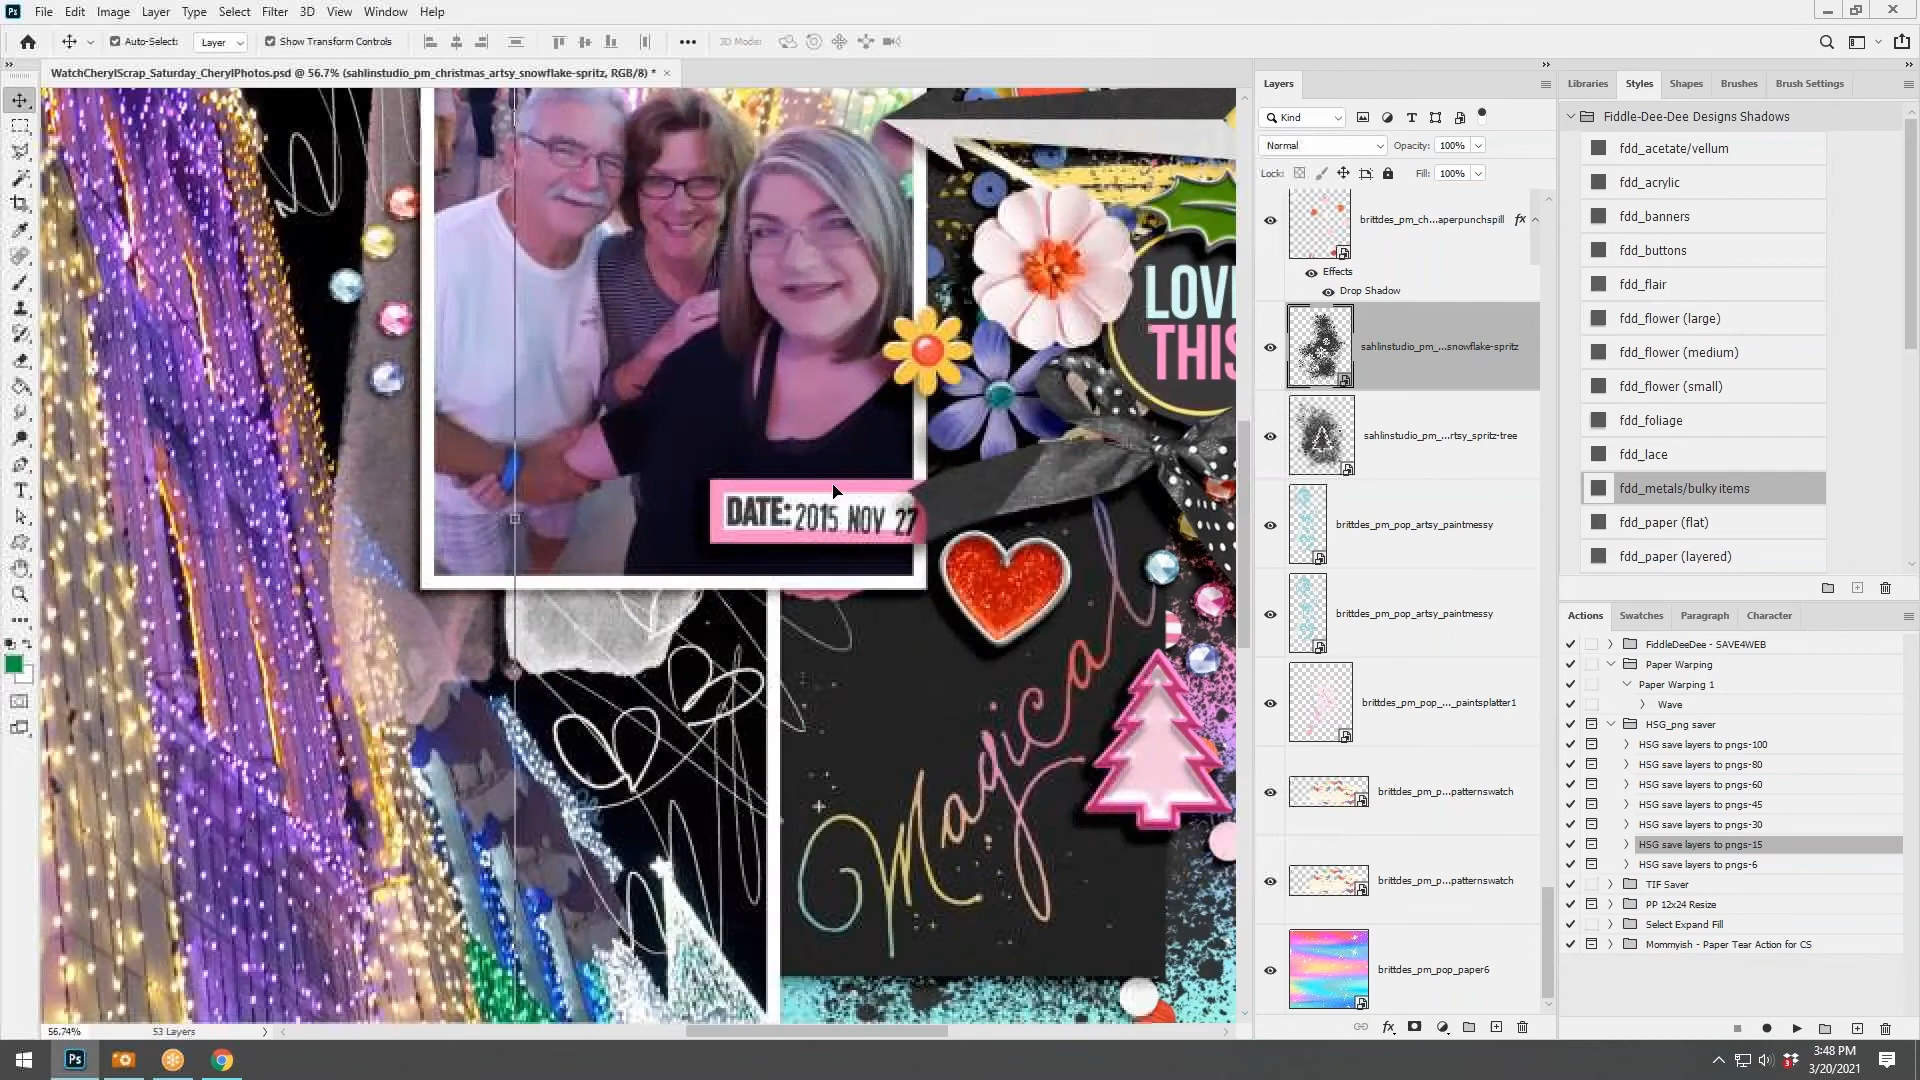 File Edit Image Layer Type Select Filter 3D View Window Help
Auto-Select: Layer Show Transform Controls 3D Mode:
WatchCherylScrap_Saturday_CherylPhotos.psd @ 56.7% (sahlinstudio_pm_christmas_artsy_snowflake-spritz, RGB/8) *
LOVE
THIS
DATE: 2015 NOV 27
Magical
56.74% 53 Layers
Layers
Kind
Normal Opacity: 100%
Lock: Fill: 100%
brittdes_pm_ch...aperpunchspill fx
Effects
Drop Shadow
sahlinstudio_pm_...snowflake-spritz
sahlinstudio_pm_...rtsy_spritz-tree
brittdes_pm_pop_artsy_paintmessy
brittdes_pm_pop_artsy_paintmessy
brittdes_pm_pop_..._paintsplatter1
brittdes_pm_p...patternswatch
brittdes_pm_p...patternswatch
brittdes_pm_pop_paper6
fx
Libraries Styles Shapes Brushes Brush Settings
Fiddle-Dee-Dee Designs Shadows
fdd_acetate/vellum
fdd_acrylic
fdd_banners
fdd_buttons
fdd_flair
fdd_flower (large)
fdd_flower (medium)
fdd_flower (small)
fdd_foliage
fdd_lace
fdd_metals/bulky items
fdd_paper (flat)
fdd_paper (layered)
Actions Swatches Paragraph Character
FiddleDeeDee - SAVE4WEB
Paper Warping
Paper Warping 1
Wave
HSG_png saver
HSG save layers to pngs-100
HSG save layers to pngs-80
HSG save layers to pngs-60
HSG save layers to pngs-45
HSG save layers to pngs-30
HSG save layers to pngs-15
HSG save layers to pngs-6
TIF Saver
PP 12x24 Resize
Select Expand Fill
Mommyish - Paper Tear Action for CS
Ps
3:48 PM
3/20/2021